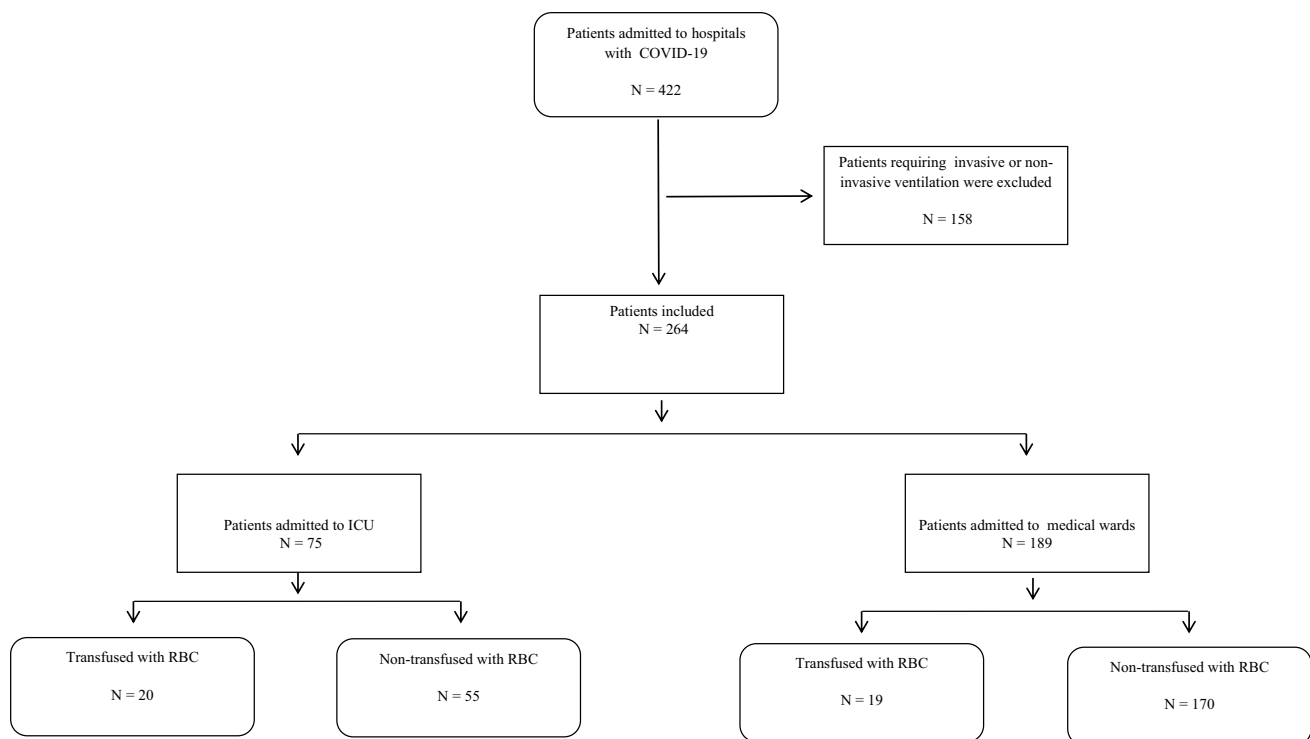 Patients admitted to hospitals
with COVID-19
N = 422
Patients requiring invasive or non-
invasive ventilation were excluded
N = 158
Patients included
N = 264
Patients admitted to ICU
N = 75
Patients admitted to medical wards
N = 189
Transfused with RBC
N = 20
Non-transfused with RBC
N = 55
Transfused with RBC
N = 19
Non-transfused with RBC
N = 170